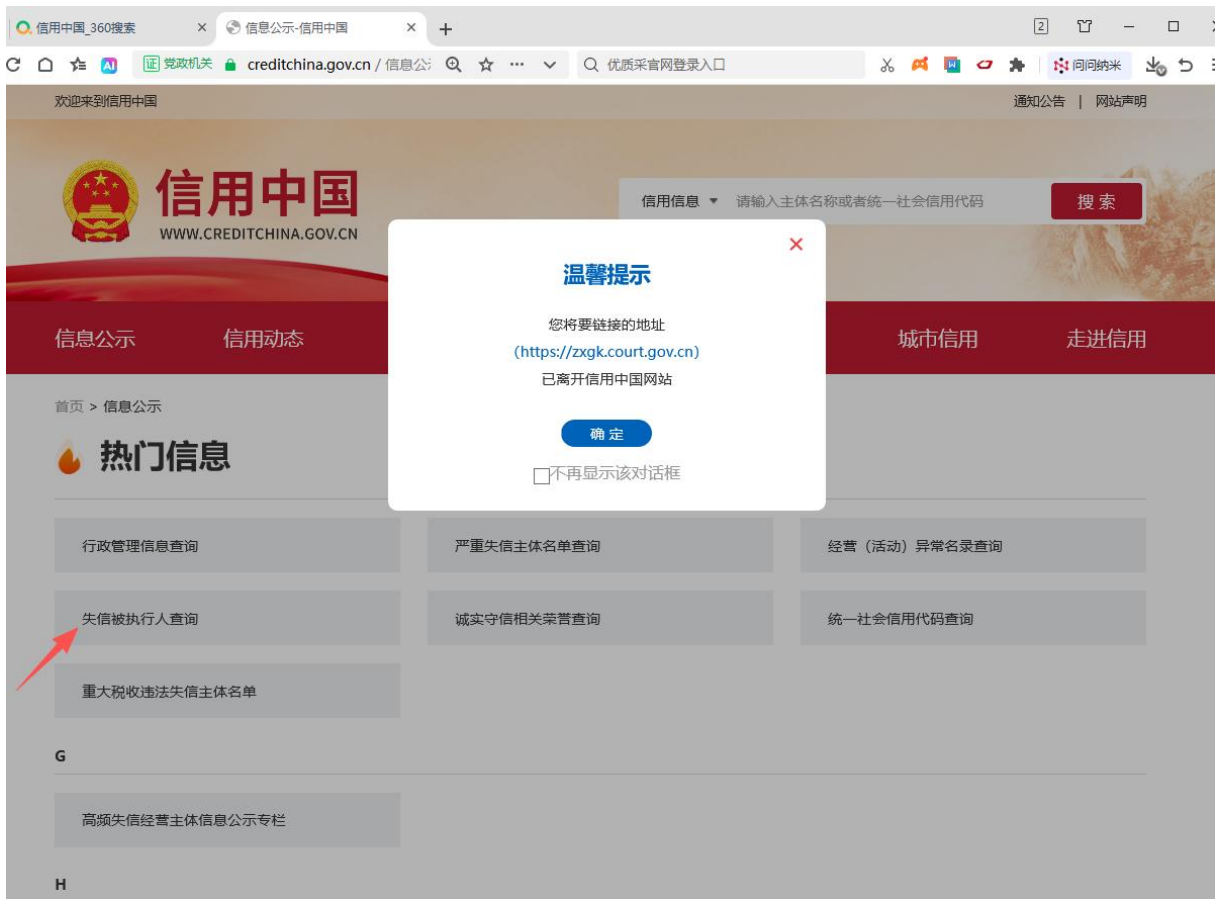 信用中国_360搜索
信息公示-信用中国
2
证 党政机关 creditchina.gov.cn / 信息公
优质采官网登录入口
问问纳米
欢迎来到信用中国
通知公告 | 网站声明
信用中国
WWW.CREDITCHINA.GOV.CN
信用信息
请输入主体名称或者统一社会信用代码
搜索
信息公示
信用动态
城市信用
走进信用
温馨提示
您将要链接的地址
(https://zxgk.court.gov.cn)
已离开信用中国网站
确定
不再显示该对话框
首页 > 信息公示
热门信息
行政管理信息查询
严重失信主体名单查询
经营（活动）异常名录查询
失信被执行人查询
诚实守信相关荣誉查询
统一社会信用代码查询
重大税收违法失信主体名单
G
高频失信经营主体信息公示专栏
H